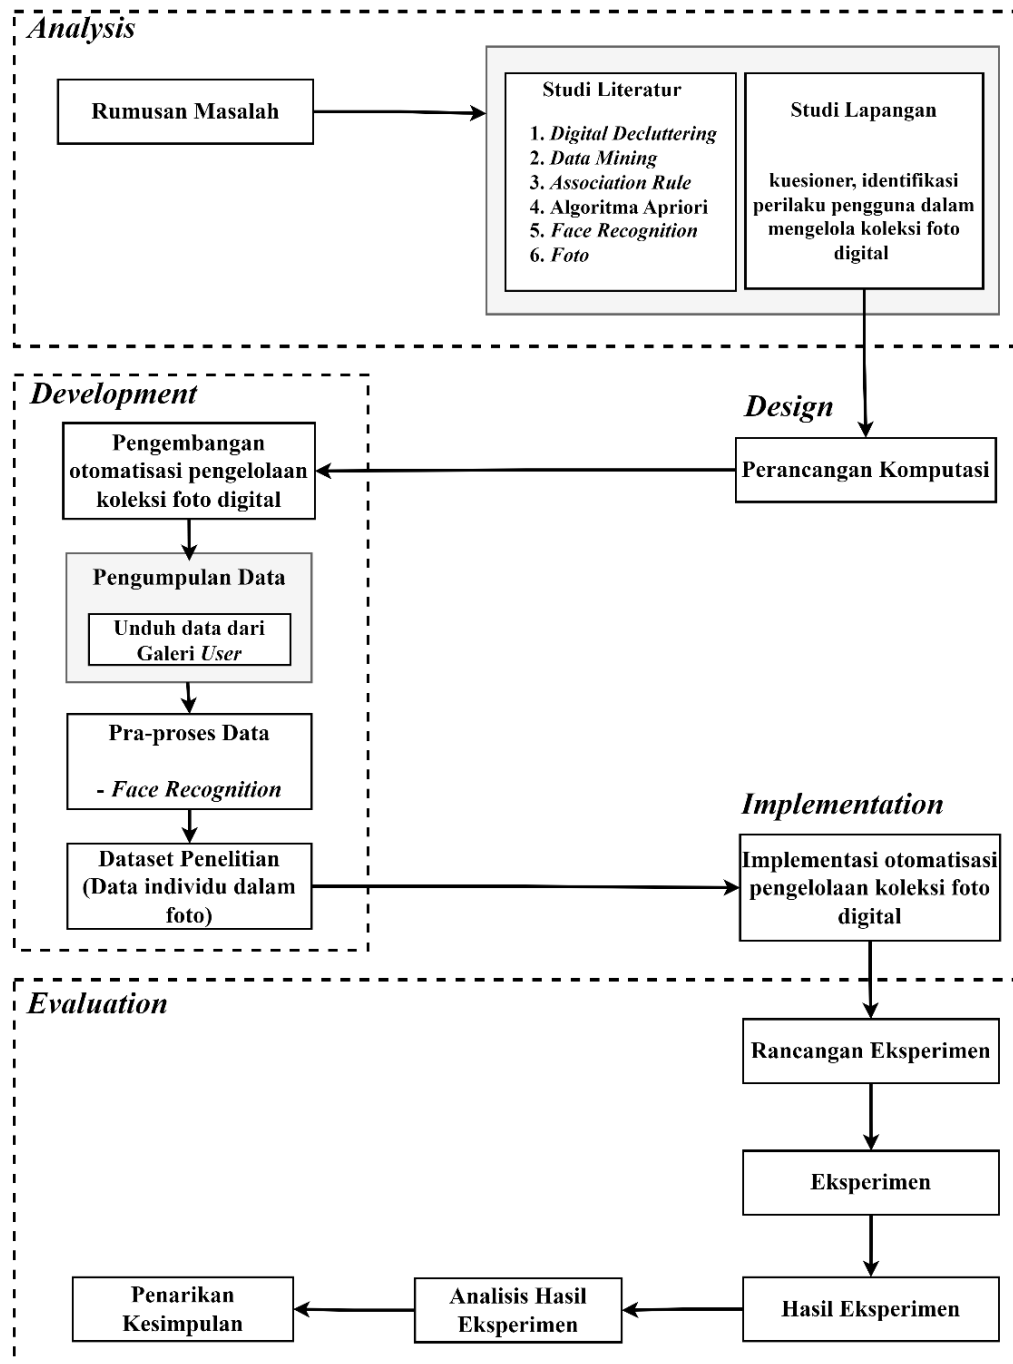 Analysis
Rumusan Masalah
Studi Literatur
1. Digital Decluttering
2. Data Mining
3. Association Rule
4. Algoritma Apriori
5. Face Recognition
6. Foto
Studi Lapangan
kuesioner, identifikasi
perilaku pengguna dalam
mengelola koleksi foto
digital
Design
Perancangan Komputasi
Development
Pengembangan
otomatisasi pengelolaan
koleksi foto digital
Pengumpulan Data
Unduh data dari
Galeri User
Pra-proses Data
- Face Recognition
Dataset Penelitian
(Data individu dalam
foto)
Implementation
Implementasi otomatisasi
pengelolaan koleksi foto
digital
Evaluation
Rancangan Eksperimen
Eksperimen
Hasil Eksperimen
Analisis Hasil
Eksperimen
Penarikan
Kesimpulan